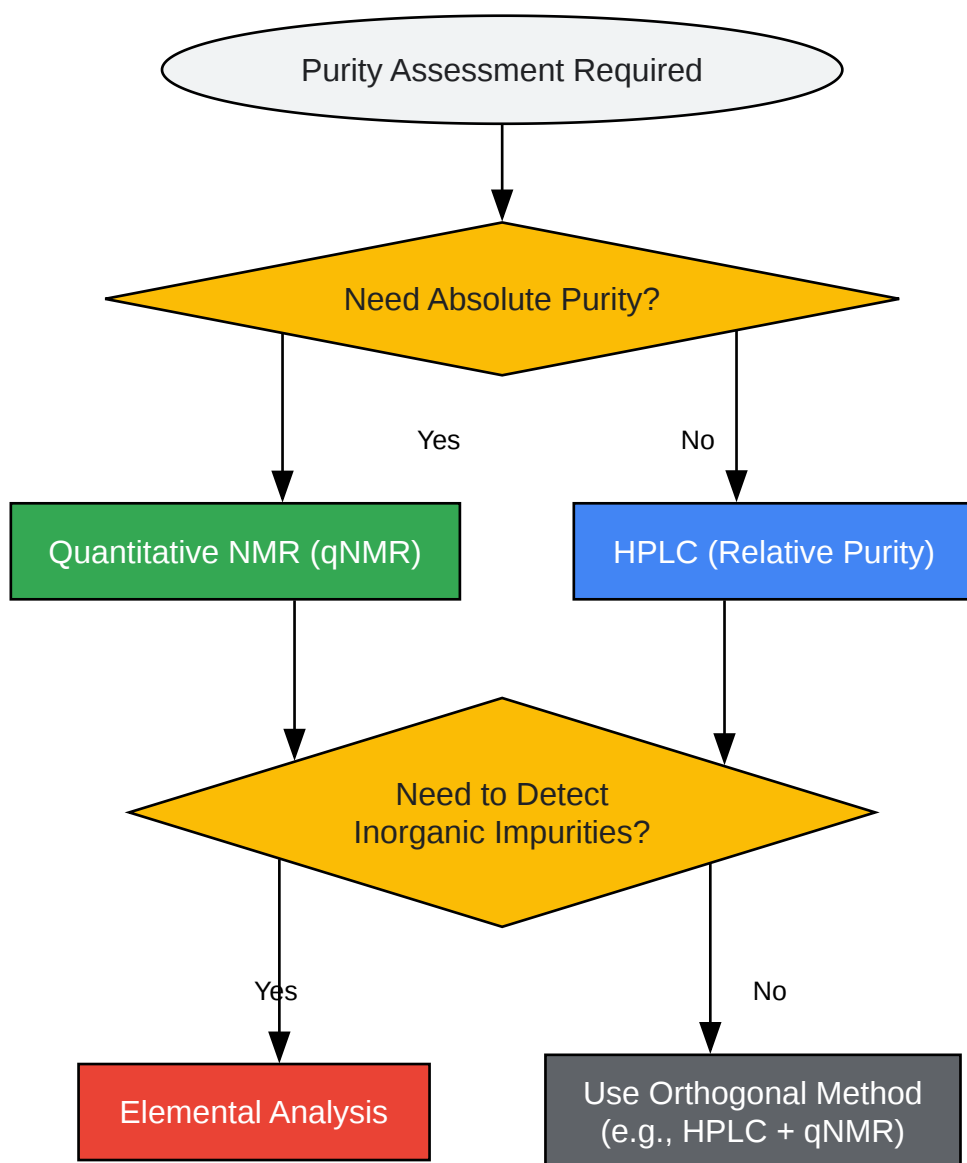 Purity Assessment Required
Need Absolute Purity?
Yes
No
Quantitative NMR (qNMR)
HPLC (Relative Purity)
Need to Detect
Inorganic Impurities?
Yes
No
Elemental Analysis
Use Orthogonal Method
(e.g., HPLC + qNMR)